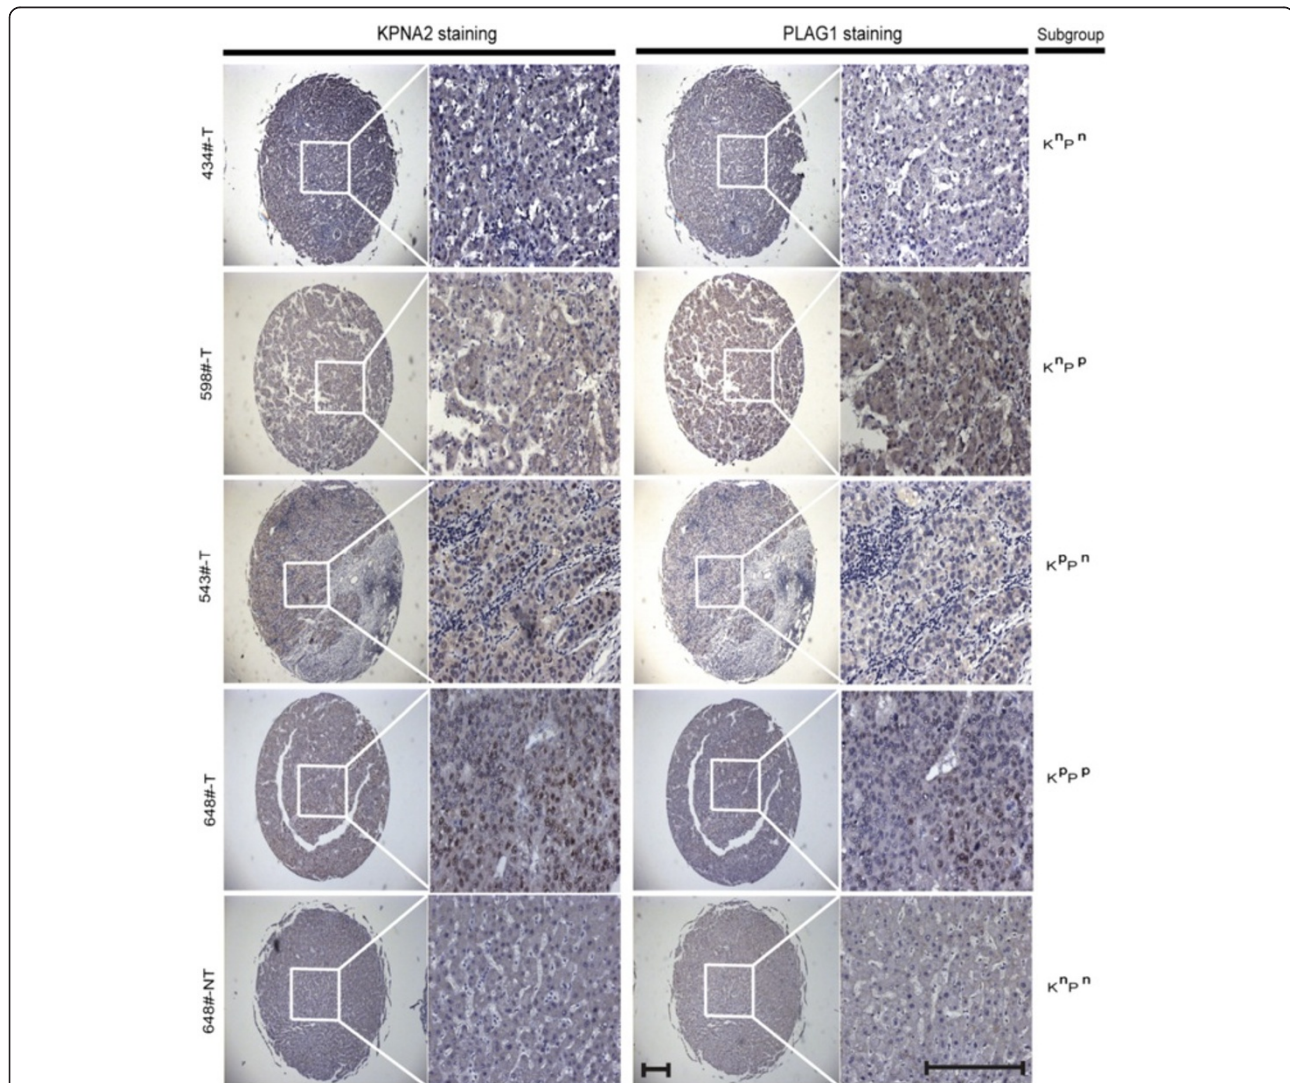 KPNA2 staining PLAG1 staining Subgroup
434#-T KⁿPⁿ
598#-T KⁿPᵖ
543#-T KᵖPⁿ
648#-T KᵖPᵖ
648#-NT KⁿPⁿ